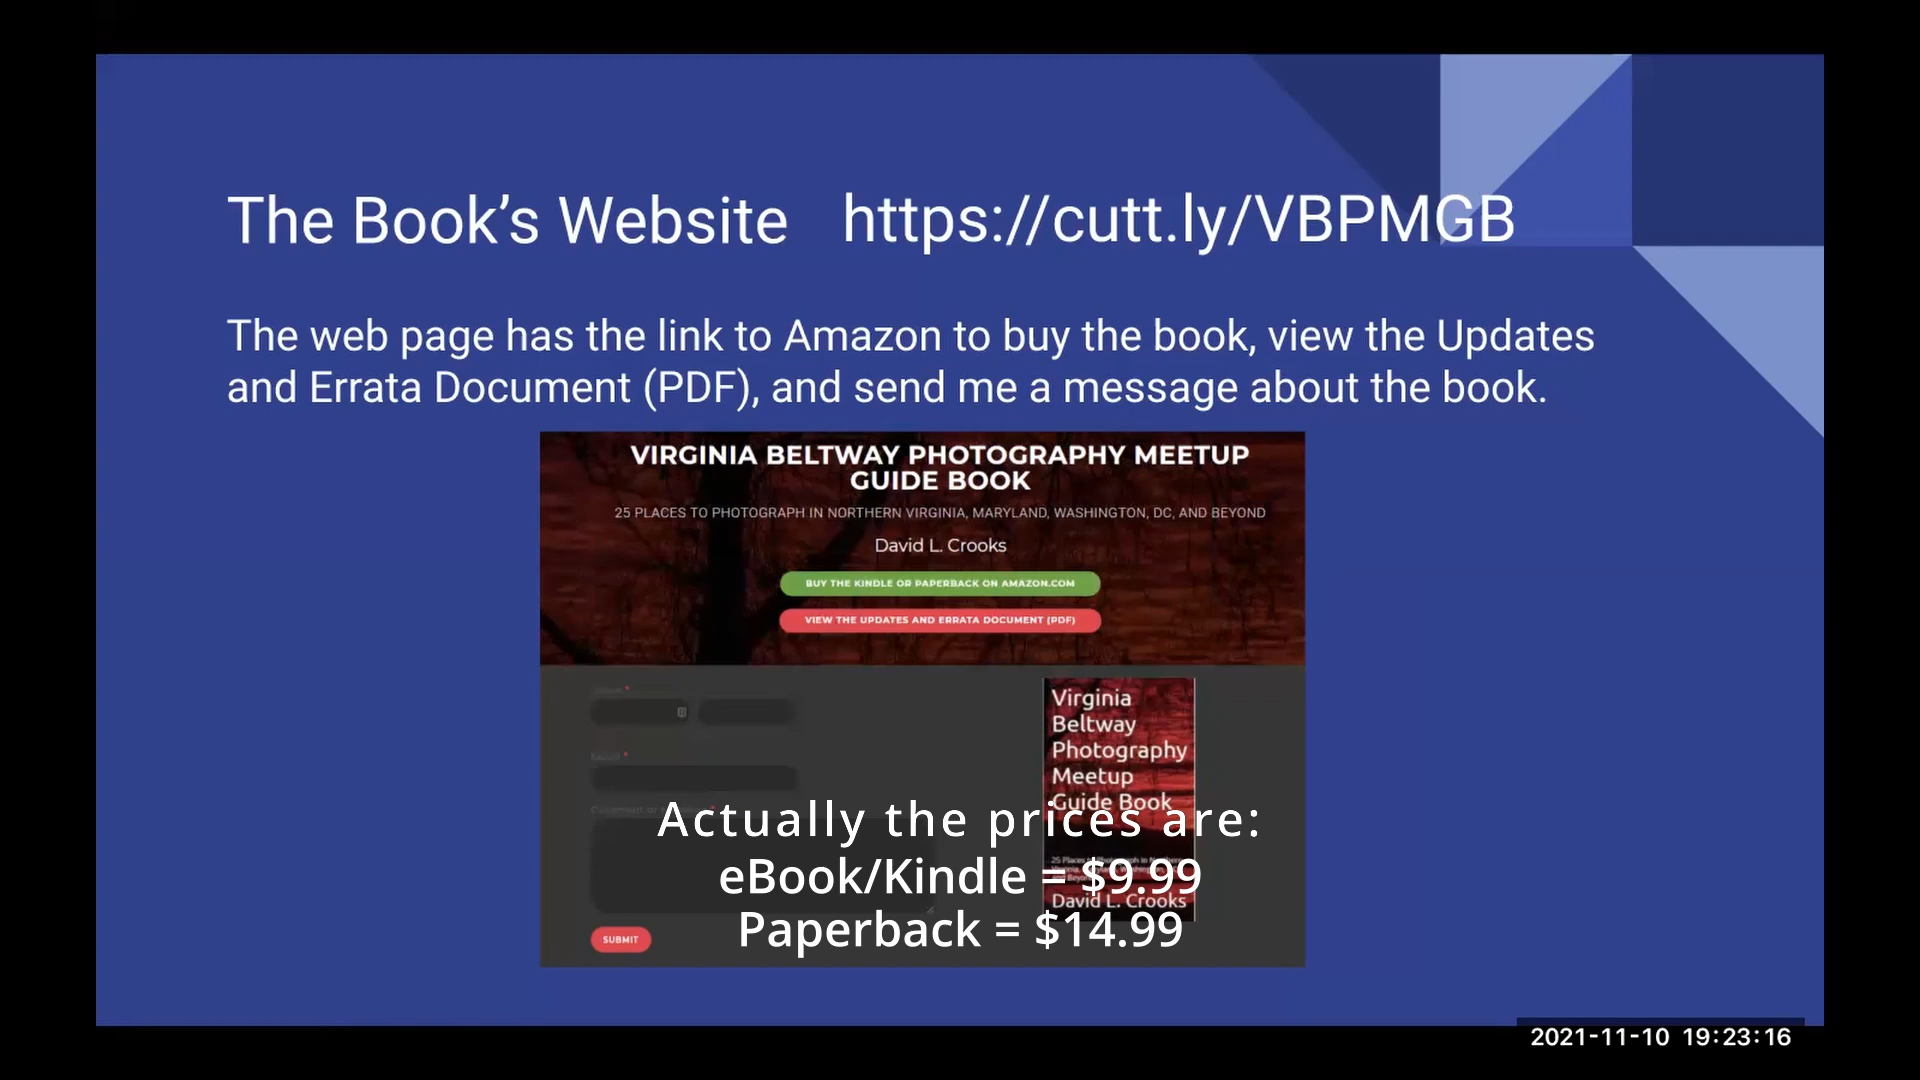 The Book’s Website https://cutt.ly/VBPMGB
The web page has the link to Amazon to buy the book, view the Updates
and Errata Document (PDF), and send me a message about the book.
VIRGINIA BELTWAY PHOTOGRAPHY MEETUP
GUIDE BOOK
25 PLACES TO PHOTOGRAPH IN NORTHERN VIRGINIA, MARYLAND, WASHINGTON, DC, AND BEYOND
David L. Crooks
BUY THE KINDLE OR PAPERBACK ON AMAZON.COM
VIEW THE UPDATES AND ERRATA DOCUMENT (PDF)
Virginia
Beltway
Photography
Meetup
Guide Book
David L. Crooks
Actually the prices are:
eBook/Kindle = $9.99
Paperback = $14.99
SUBMIT
2021-11-10 19:23:16